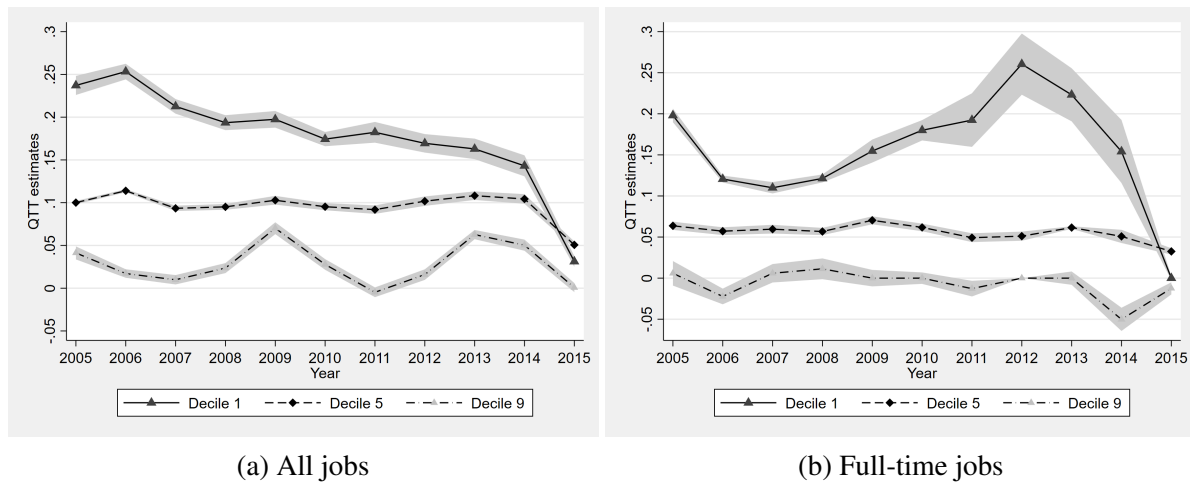 .3
.25
.2
.15
.1
.05
0
-.05
QTT estimates
2005 2006 2007 2008 2009 2010 2011 2012 2013 2014 2015
Year
Decile 1 Decile 5 Decile 9
(a) All jobs
.3
.25
.2
.15
.1
.05
0
-.05
QTT estimates
2005 2006 2007 2008 2009 2010 2011 2012 2013 2014 2015
Year
Decile 1 Decile 5 Decile 9
(b) Full-time jobs